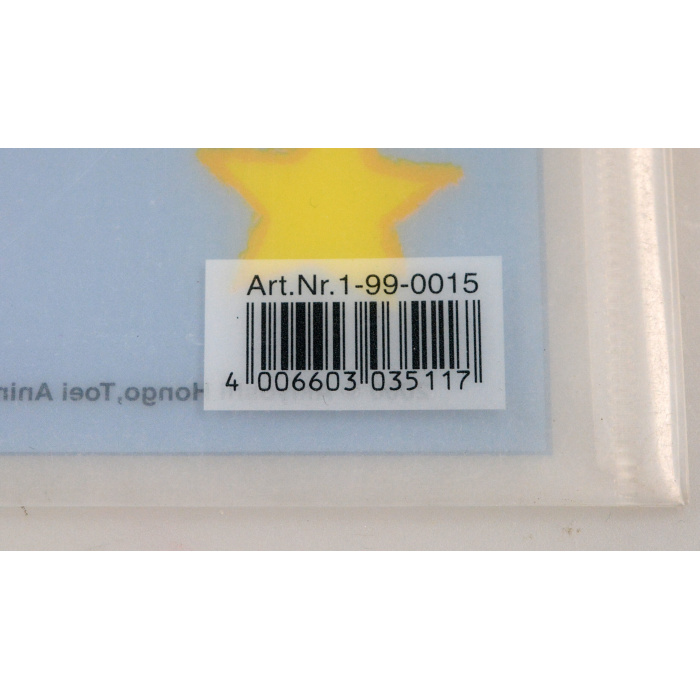 Art.Nr.1-99-0015
4 006603 035117
Hongo,Toei Anim